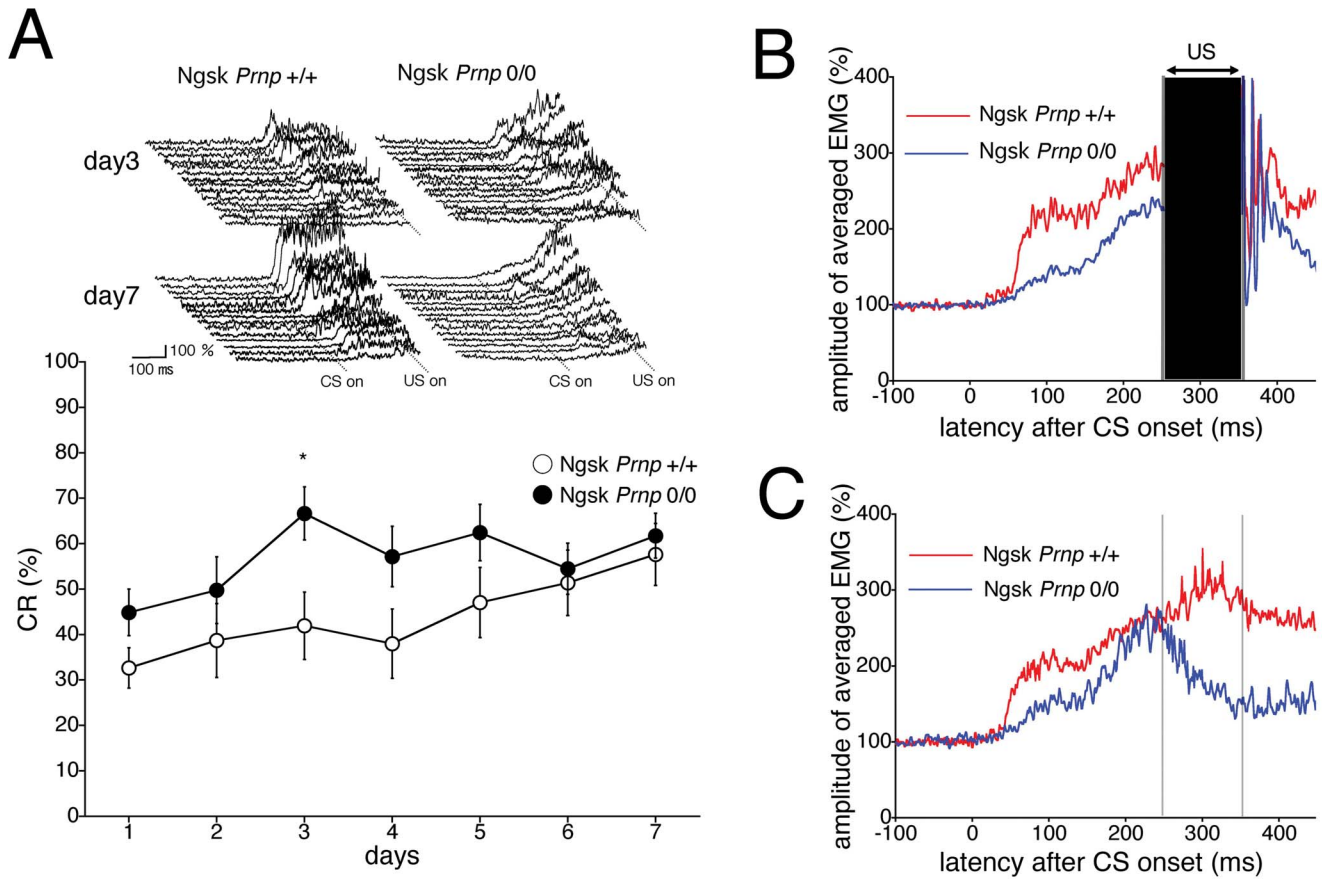 A
Ngsk Prnp +/+
Ngsk Prnp 0/0
day3
day7
100 %
100 ms
CS on
US on
CS on
US on
100
90
80
70
60
50
40
30
20
10
0
CR (%)
*
Ngsk Prnp +/+
Ngsk Prnp 0/0
1 2 3 4 5 6 7
days
B
US
400
300
200
100
0
amplitude of averaged EMG (%)
Ngsk Prnp +/+
Ngsk Prnp 0/0
-100 0 100 200 300 400
latency after CS onset (ms)
C
400
300
200
100
0
amplitude of averaged EMG (%)
Ngsk Prnp +/+
Ngsk Prnp 0/0
-100 0 100 200 300 400
latency after CS onset (ms)